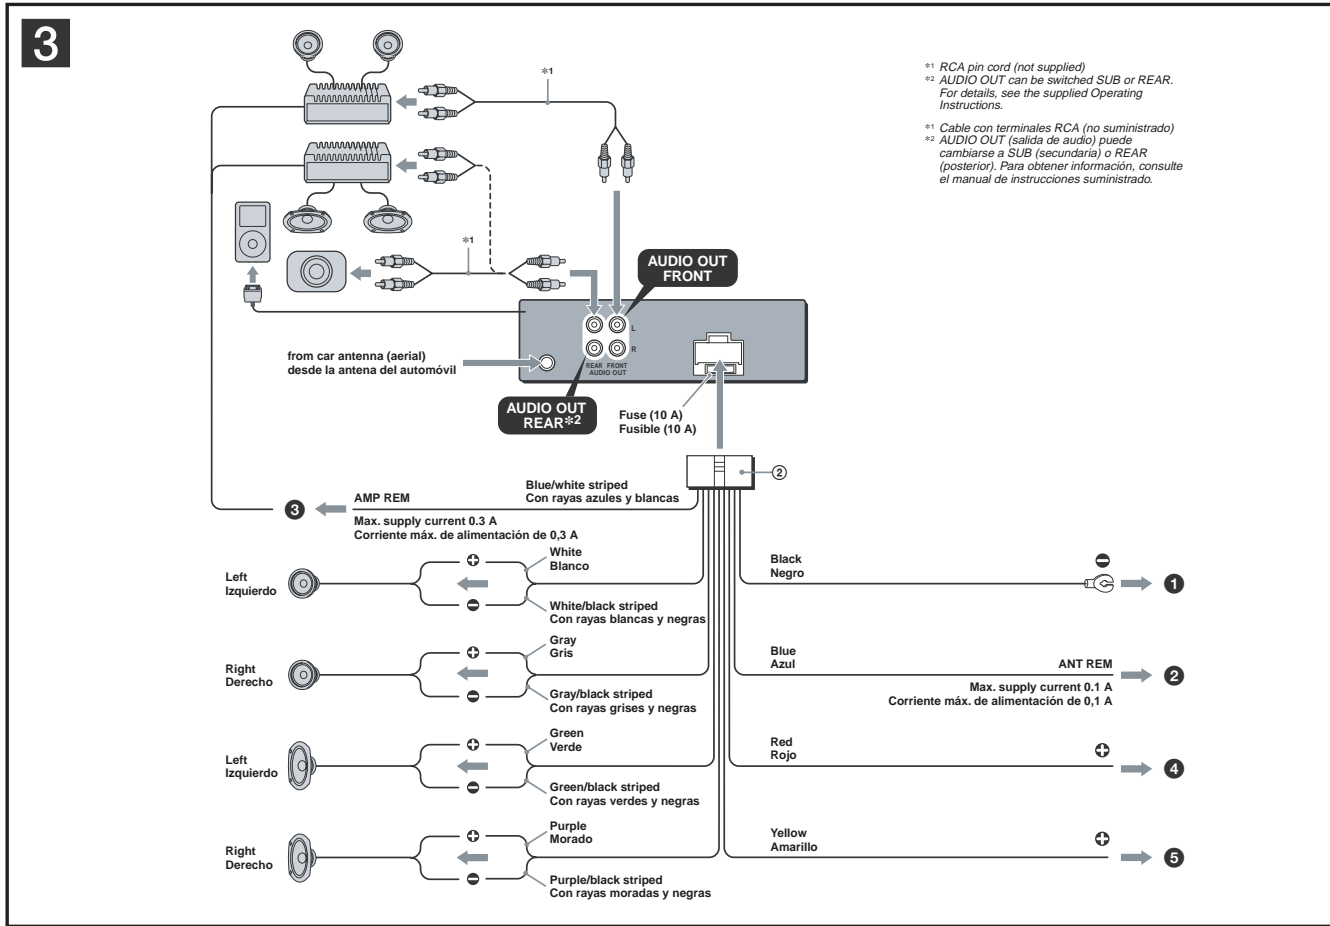 3
*1
*1 RCA pin cord (not supplied)
*2 AUDIO OUT can be switched SUB or REAR.
For details, see the supplied Operating
Instructions.
*1 Cable con terminales RCA (no suministrado)
*2 AUDIO OUT (salida de audio) puede
cambiarse a SUB (secundaria) o REAR
(posterior). Para obtener información, consulte
el manual de instrucciones suministrado.
*1
AUDIO OUT
FRONT
L
R
REAR FRONT
AUDIO OUT
from car antenna (aerial)
desde la antena del automóvil
AUDIO OUT
REAR*2
Fuse (10 A)
Fusible (10 A)
2
Blue/white striped
Con rayas azules y blancas
3
AMP REM
Max. supply current 0.3 A
Corriente máx. de alimentación de 0,3 A
Left
Izquierdo
White
Blanco
White/black striped
Con rayas blancas y negras
Black
Negro
1
Right
Derecho
Gray
Gris
Gray/black striped
Con rayas grises y negras
Blue
Azul
ANT REM
2
Max. supply current 0.1 A
Corriente máx. de alimentación de 0,1 A
Left
Izquierdo
Green
Verde
Green/black striped
Con rayas verdes y negras
Red
Rojo
4
Right
Derecho
Purple
Morado
Purple/black striped
Con rayas moradas y negras
Yellow
Amarillo
5